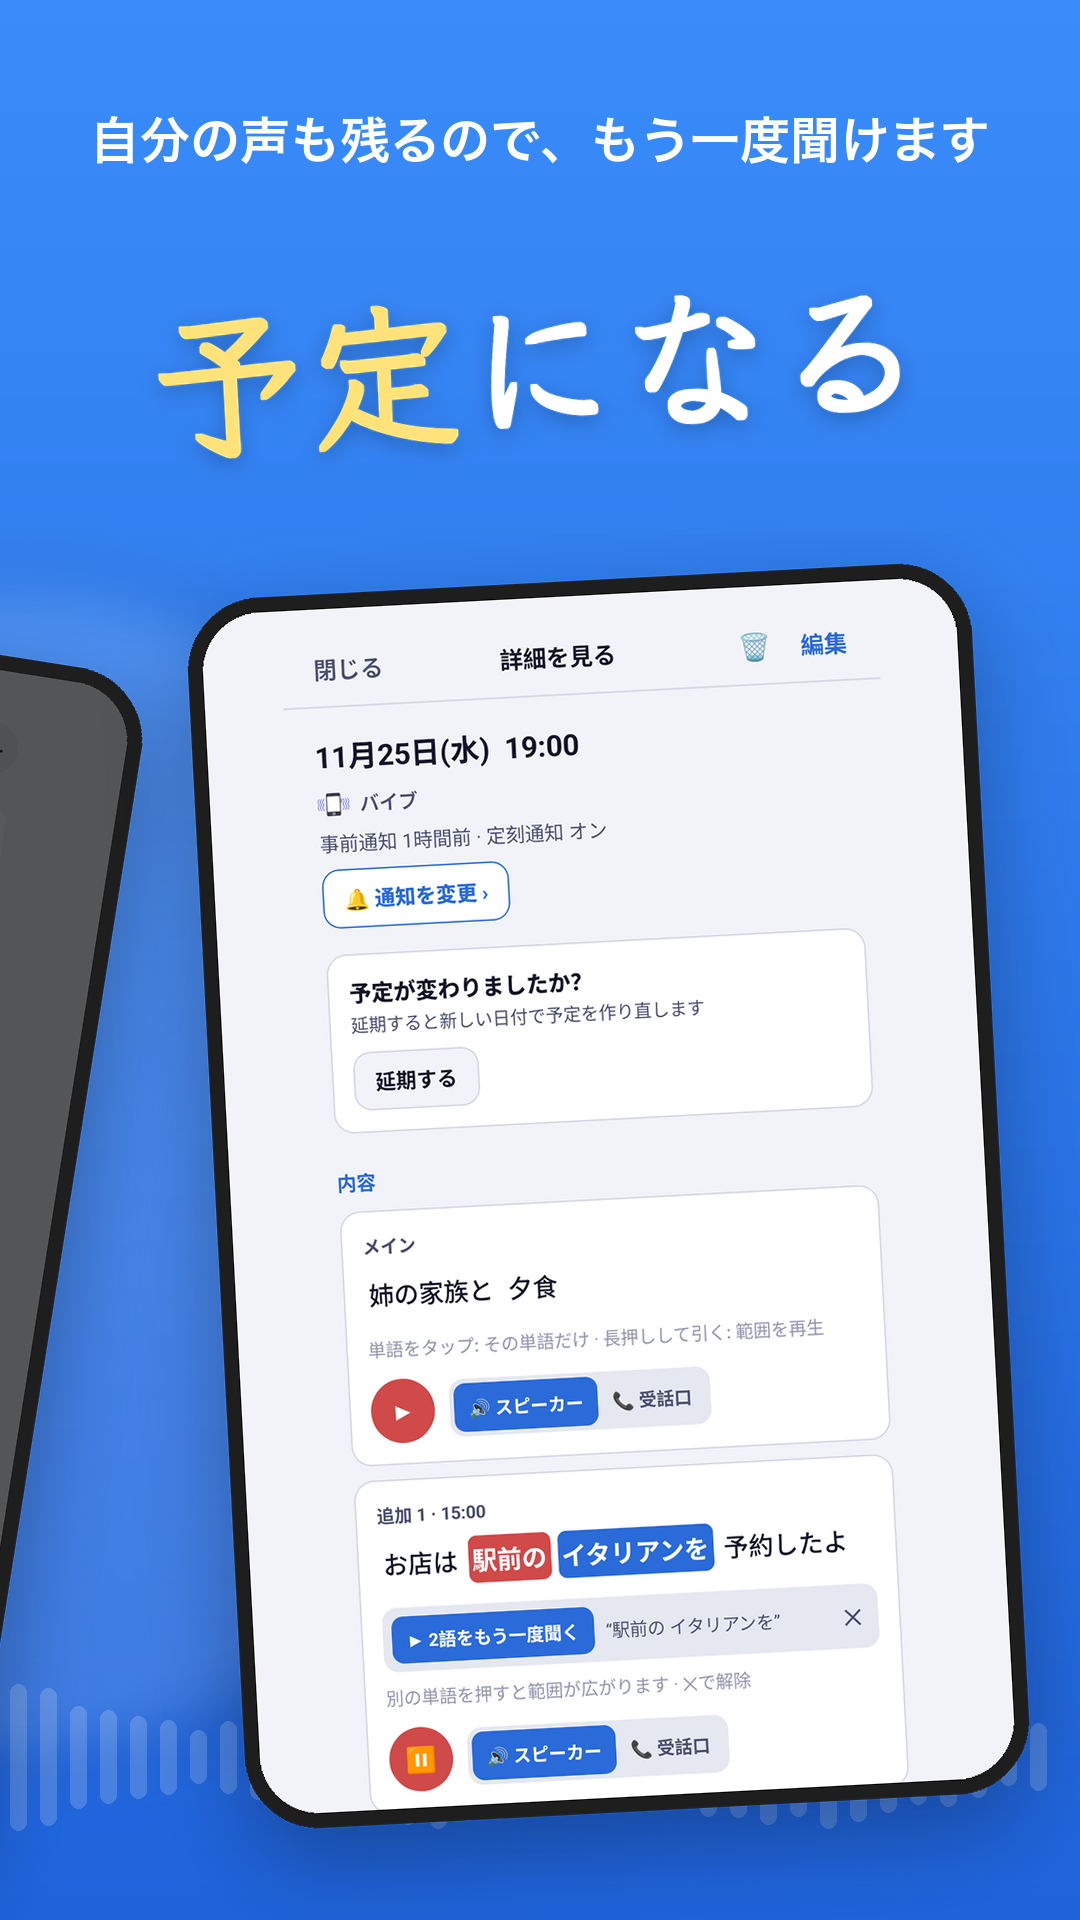 自分の声も残るので、もう一度聞けます
予定になる
閉じる 詳細を見る 編集
11月25日(水) 19:00
バイブ
事前通知 1時間前 · 定刻通知 オン
通知を変更 ›
予定が変わりましたか?
延期すると新しい日付で予定を作り直します
延期する
内容
メイン
姉の家族と 夕食
単語をタップ: その単語だけ · 長押しして引く: 範囲を再生
スピーカー 受話口
追加 1 · 15:00
お店は 駅前の イタリアンを 予約したよ
▶ 2語をもう一度聞く “駅前の イタリアンを” ×
別の単語を押すと範囲が広がります · ×で解除
スピーカー 受話口